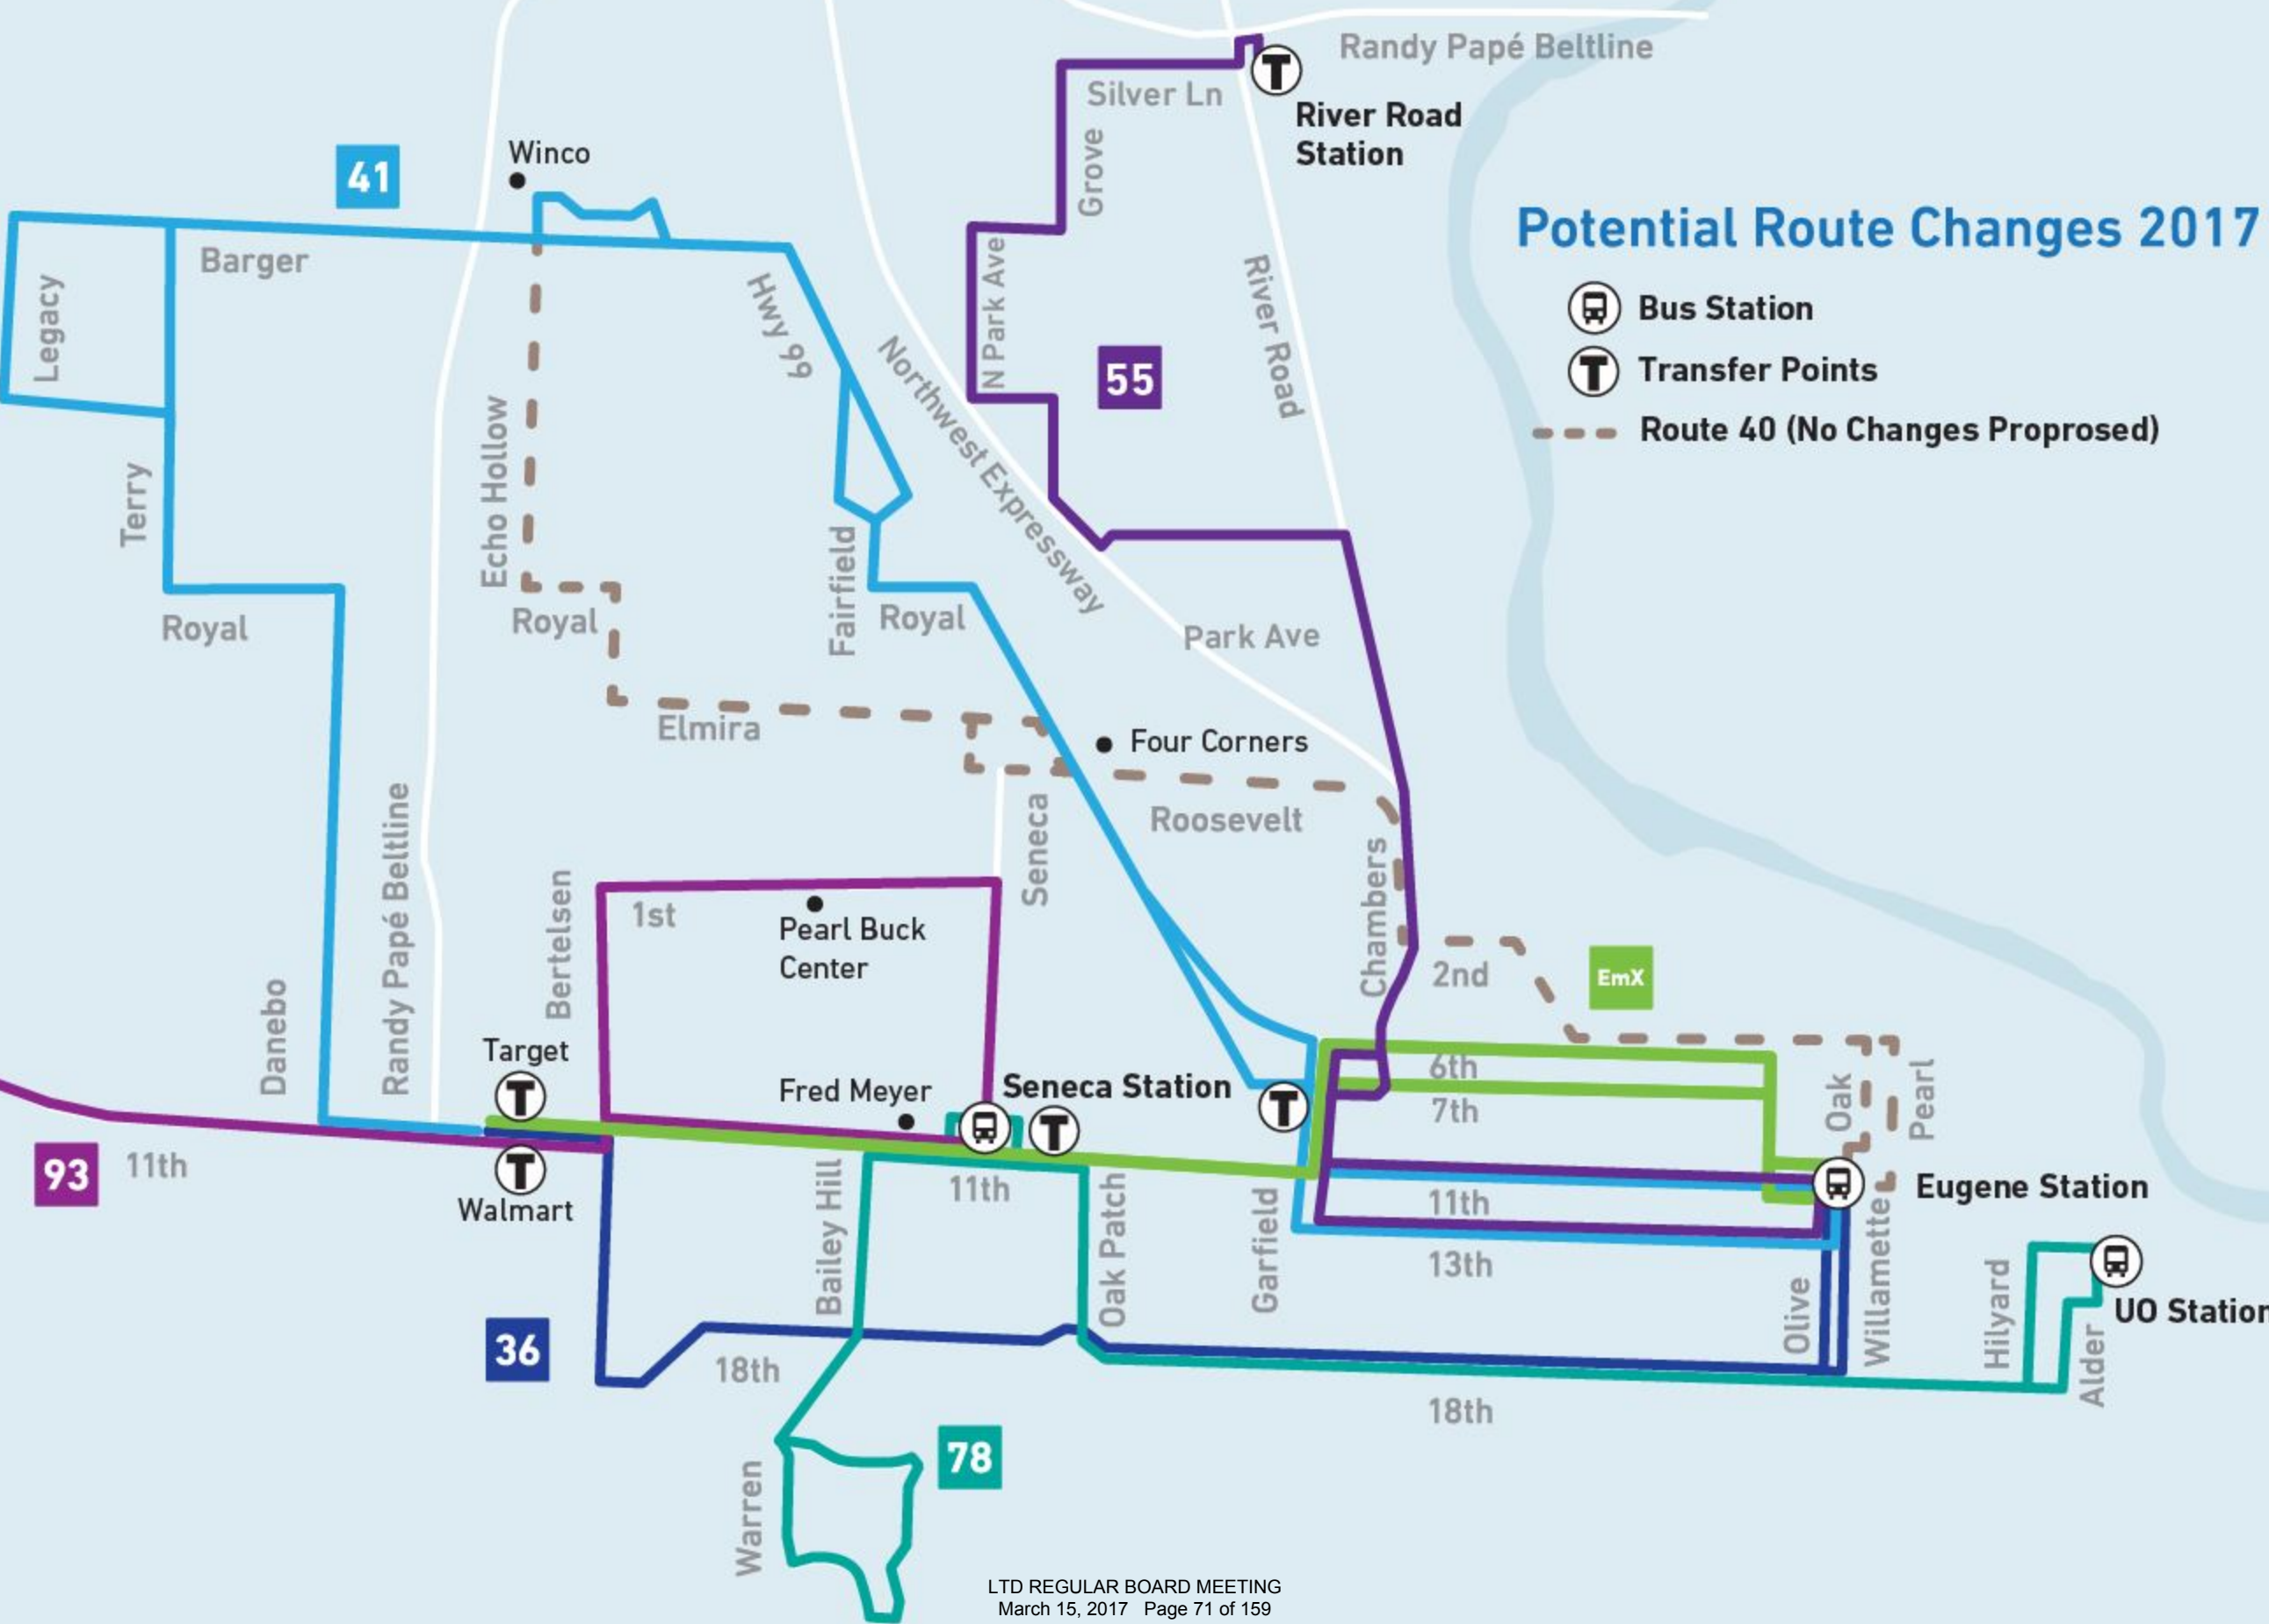 Randy Papé Beltline
Silver Ln
River Road
Station
Grove
Winco
41
Potential Route Changes 2017
Barger
Legacy
Hwy 99
N Park Ave
River Road
Bus Station
Transfer Points
Route 40 (No Changes Proprosed)
55
Northwest Expressway
Echo Hollow
Terry
Fairfield
Royal
Royal
Royal
Park Ave
Elmira
Four Corners
Roosevelt
Seneca
Randy Papé Beltline
Chambers
Bertelsen
1st
Pearl Buck
Center
Danebo
2nd
EmX
Target
T
Fred Meyer
Seneca Station
6th
7th
Oak
Pearl
93
11th
Walmart
Bailey Hill
11th
Oak Patch
Garfield
11th
13th
Eugene Station
Olive
Willamette
Hilyard
Alder
UO Station
36
18th
18th
78
Warren
LTD REGULAR BOARD MEETING
March 15, 2017 Page 71 of 159